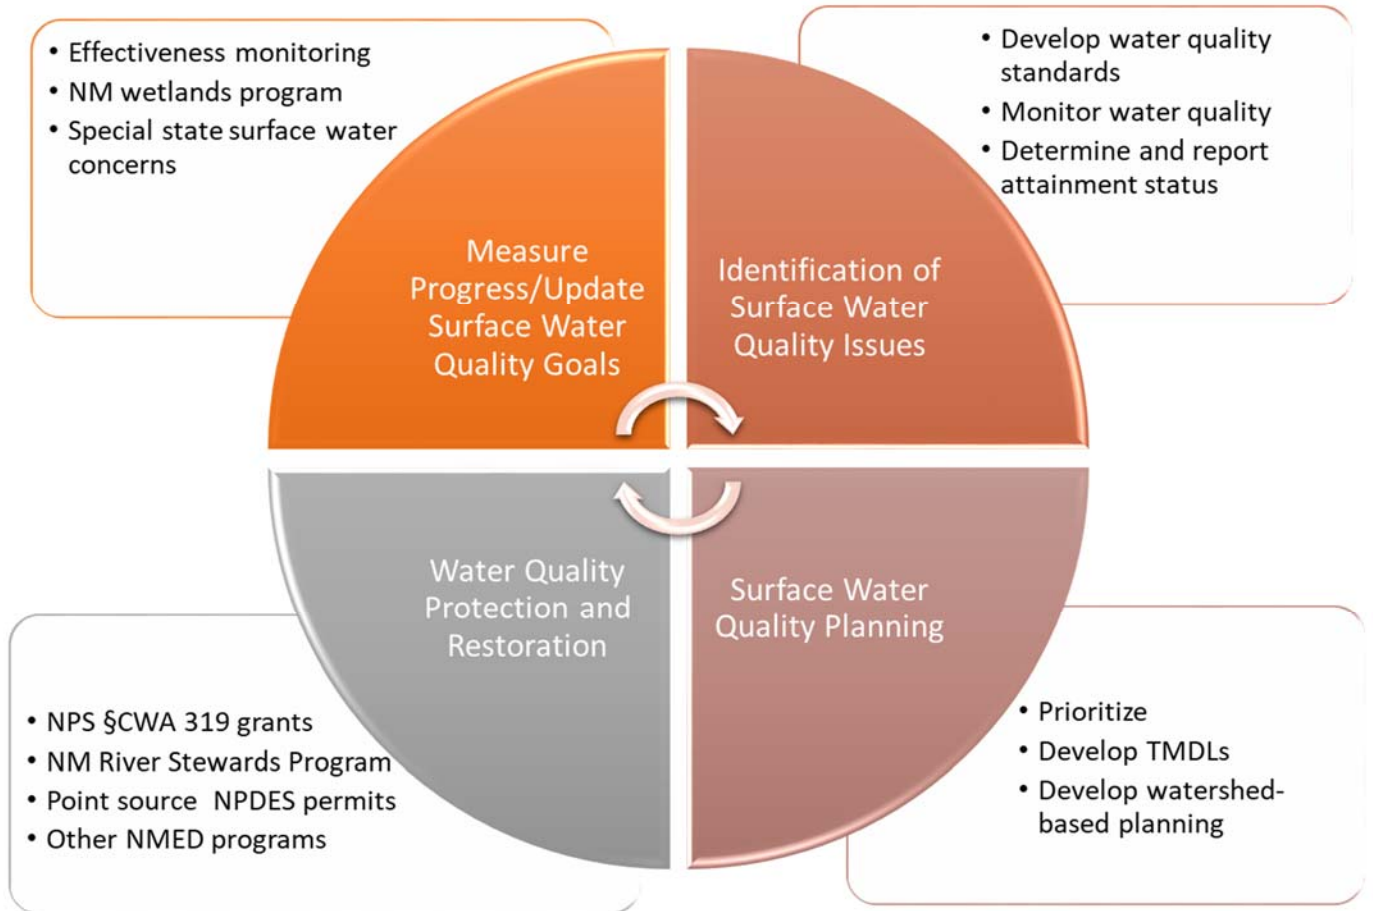 • Effectiveness monitoring
• NM wetlands program
• Special state surface water
concerns
• Develop water quality
standards
• Monitor water quality
• Determine and report
attainment status
Measure
Progress/Update
Surface Water
Quality Goals
Identification of
Surface Water
Quality Issues
Water Quality
Protection and
Restoration
Surface Water
Quality Planning
• NPS §CWA 319 grants
• NM River Stewards Program
• Point source  NPDES permits
• Other NMED programs
• Prioritize
• Develop TMDLs
• Develop watershed-
based planning